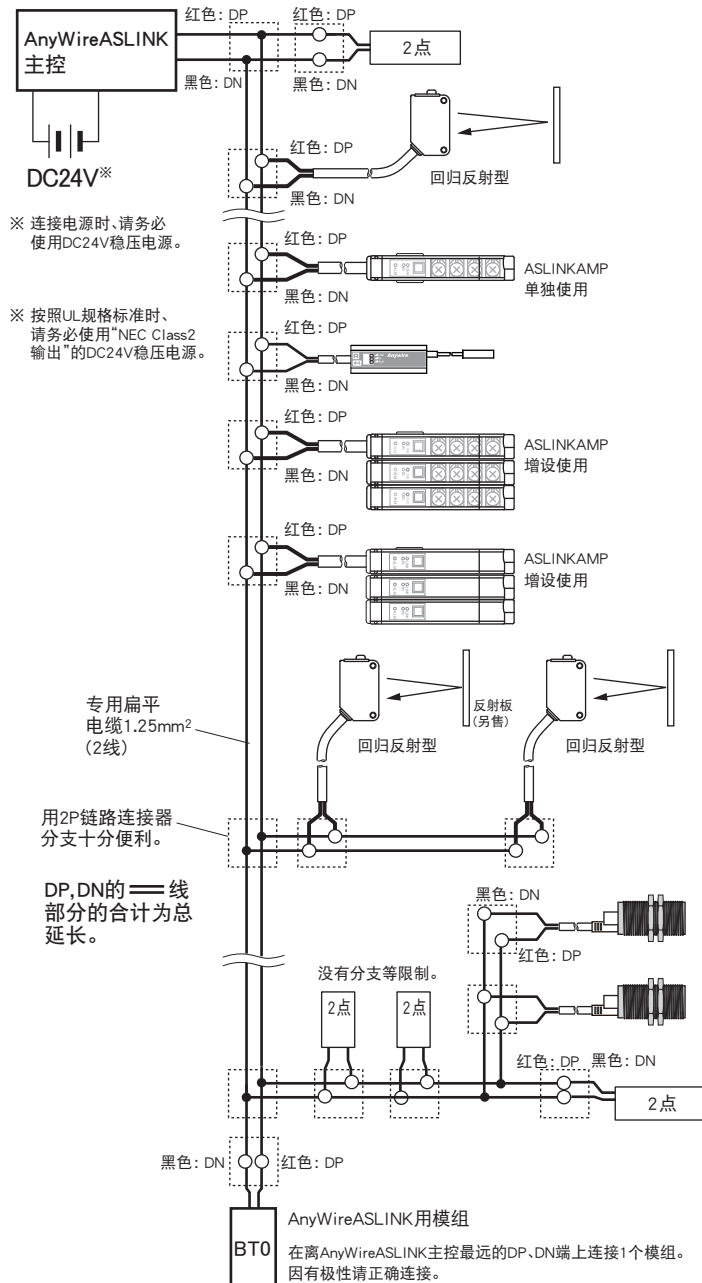 红色: DP
红色: DP
AnyWireASLINK
主控
2点
黑色: DN
黑色: DN
DC24V※
红色: DP
回归反射型
黑色: DN
※ 连接电源时、请务必
使用DC24V稳压电源。
红色: DP
ASLINKAMP
单独使用
黑色: DN
※ 按照UL规格标准时、
请务必使用“NEC Class2
输出”的DC24V稳压电源。
红色: DP
Anywire
黑色: DN
红色: DP
ASLINKAMP
增设使用
黑色: DN
红色: DP
ASLINKAMP
增设使用
黑色: DN
专用扁平
电缆1.25mm²
(2线)
反射板
(另售)
回归反射型
回归反射型
用2P链路连接器
分支十分便利。
DP,DN的 线
部分的合计为总
延长。
黑色: DN
红色: DP
没有分支等限制。
2点
2点
红色: DP
黑色: DN
2点
黑色: DN
红色: DP
BT0
AnyWireASLINK用模组
在离AnyWireASLINK主控最远的DP、DN端上连接1个模组。
因有极性请正确连接。